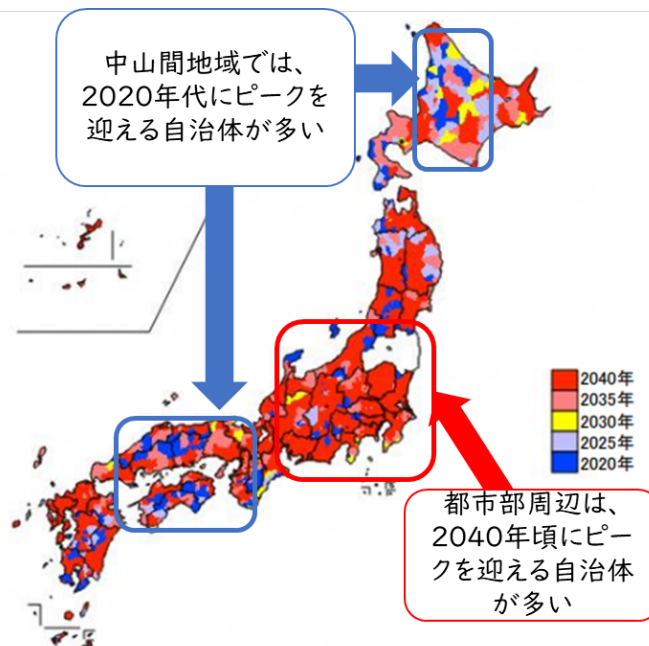 中山間地域では、
2020年代にピークを
迎える自治体が多い
2040年
2035年
2030年
2025年
2020年
都市部周辺は、
2040年頃にピー
クを迎える自治体
が多い